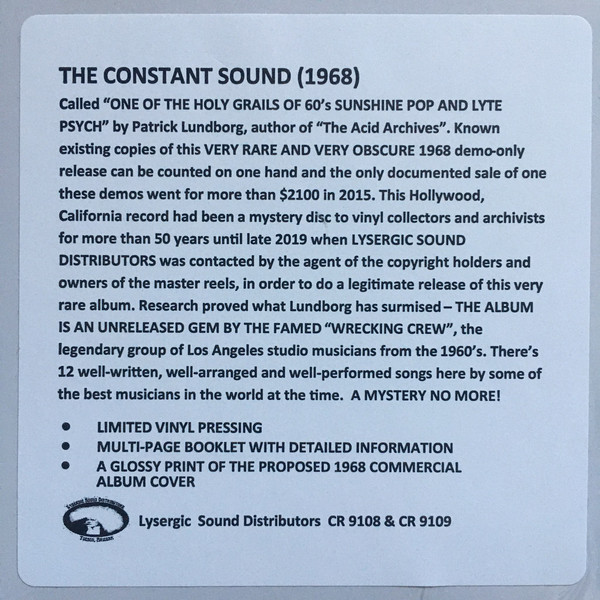 THE CONSTANT SOUND (1968)
Called “ONE OF THE HOLY GRAILS OF 60’s SUNSHINE POP AND LYTE
PSYCH” by Patrick Lundborg, author of “The Acid Archives”. Known
existing copies of this VERY RARE AND VERY OBSCURE 1968 demo-only
release can be counted on one hand and the only documented sale of one
these demos went for more than $2100 in 2015. This Hollywood,
California record had been a mystery disc to vinyl collectors and archivists
for more than 50 years until late 2019 when LYSERGIC SOUND
DISTRIBUTORS was contacted by the agent of the copyright holders and
owners of the master reels, in order to do a legitimate release of this very
rare album. Research proved what Lundborg has surmised – THE ALBUM
IS AN UNRELEASED GEM BY THE FAMED “WRECKING CREW”, the
legendary group of Los Angeles studio musicians from the 1960’s. There’s
12 well-written, well-arranged and well-performed songs here by some of
the best musicians in the world at the time. A MYSTERY NO MORE!
• LIMITED VINYL PRESSING
• MULTI-PAGE BOOKLET WITH DETAILED INFORMATION
• A GLOSSY PRINT OF THE PROPOSED 1968 COMMERCIAL
ALBUM COVER
Lysergic Sound Distributors
Lysergic Sound Distributors CR 9108 & CR 9109